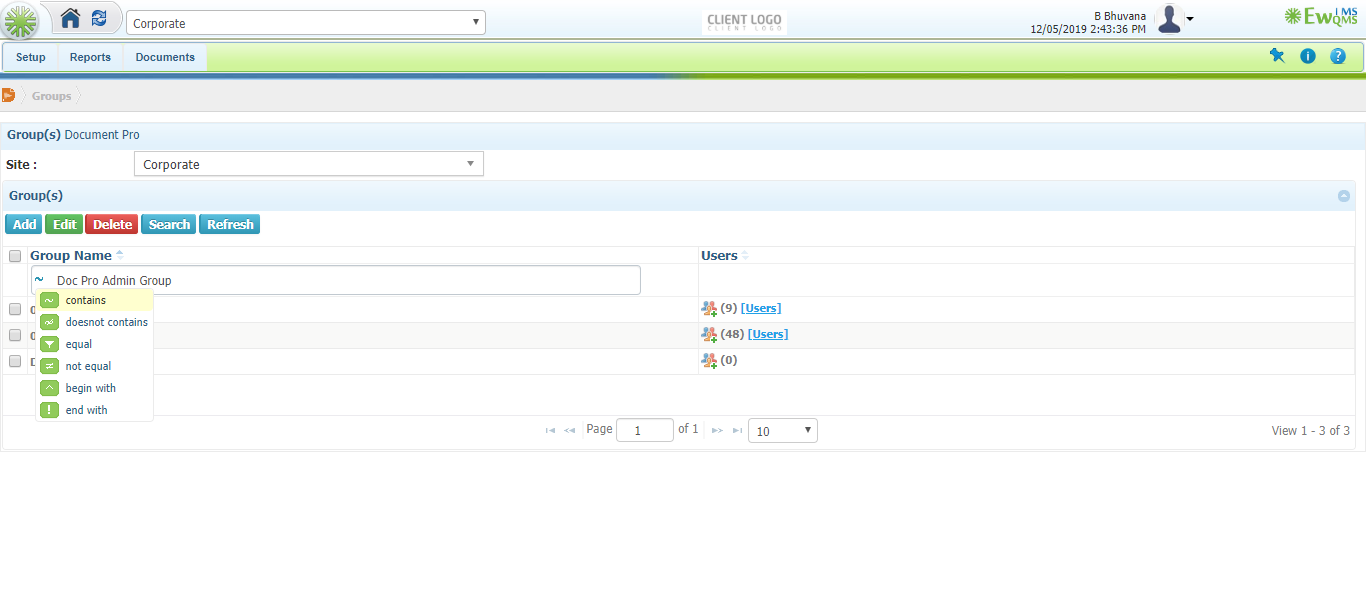 Corporate
CLIENT LOGO
CLIENT LOGO
B Bhuvana
12/05/2019 2:43:36 PM
Ew iMS QMS
Setup Reports Documents
Groups
Group(s) Document Pro
Site : Corporate
Group(s)
Add Edit Delete Search Refresh
Group Name Users
~ Doc Pro Admin Group
contains
(9) [Users]
doesnot contains
(48) [Users]
equal
(0)
not equal
begin with
end with
Page 1 of 1 10 View 1 - 3 of 3